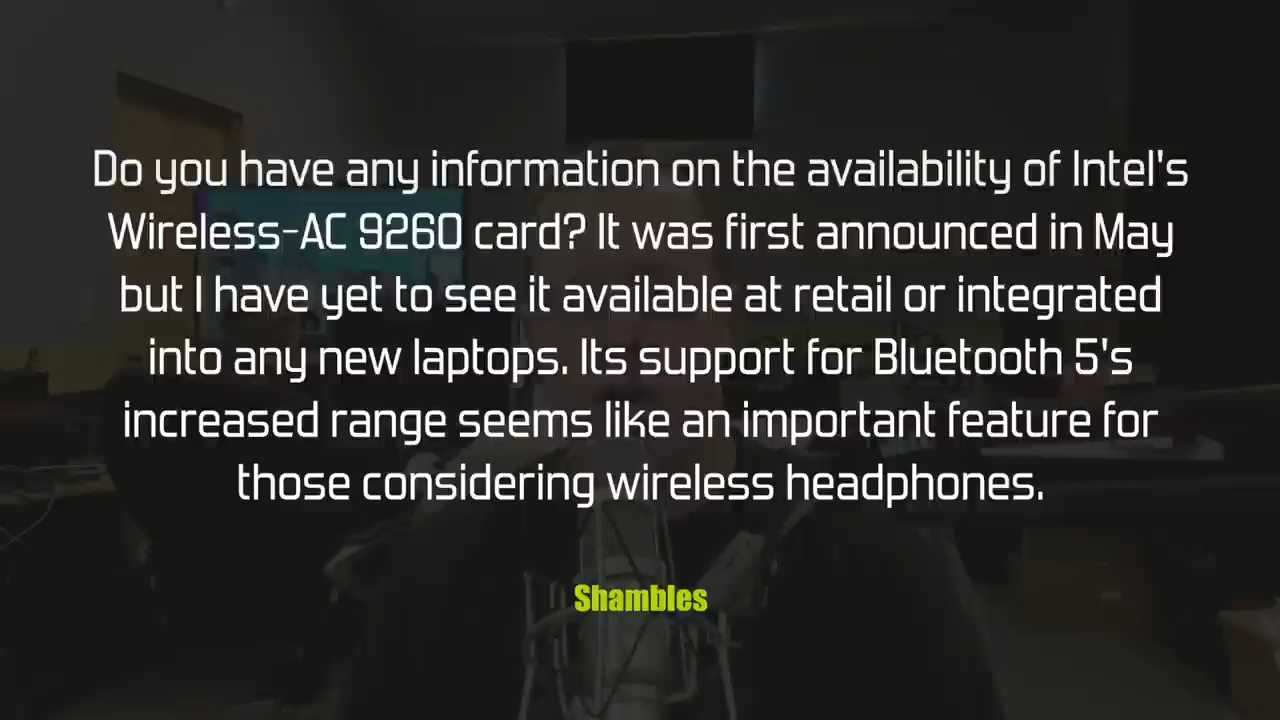 Do you have any information on the availability of Intel's
Wireless-AC 9260 card? It was first announced in May
but I have yet to see it available at retail or integrated
into any new laptops. Its support for Bluetooth 5's
increased range seems like an important feature for
those considering wireless headphones.
Shambles